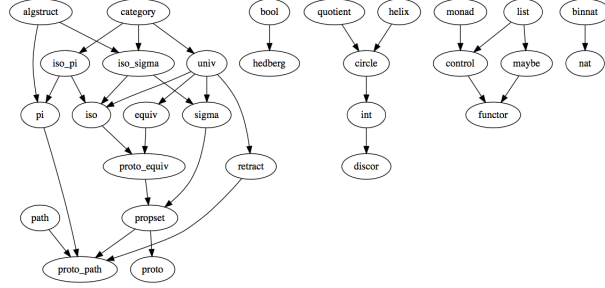 algstruct category bool quotient helix monad list binnat
iso_pi iso_sigma univ hedberg circle control maybe nat
pi iso equiv sigma int functor
proto_equiv retract discor
path propset
proto_path proto